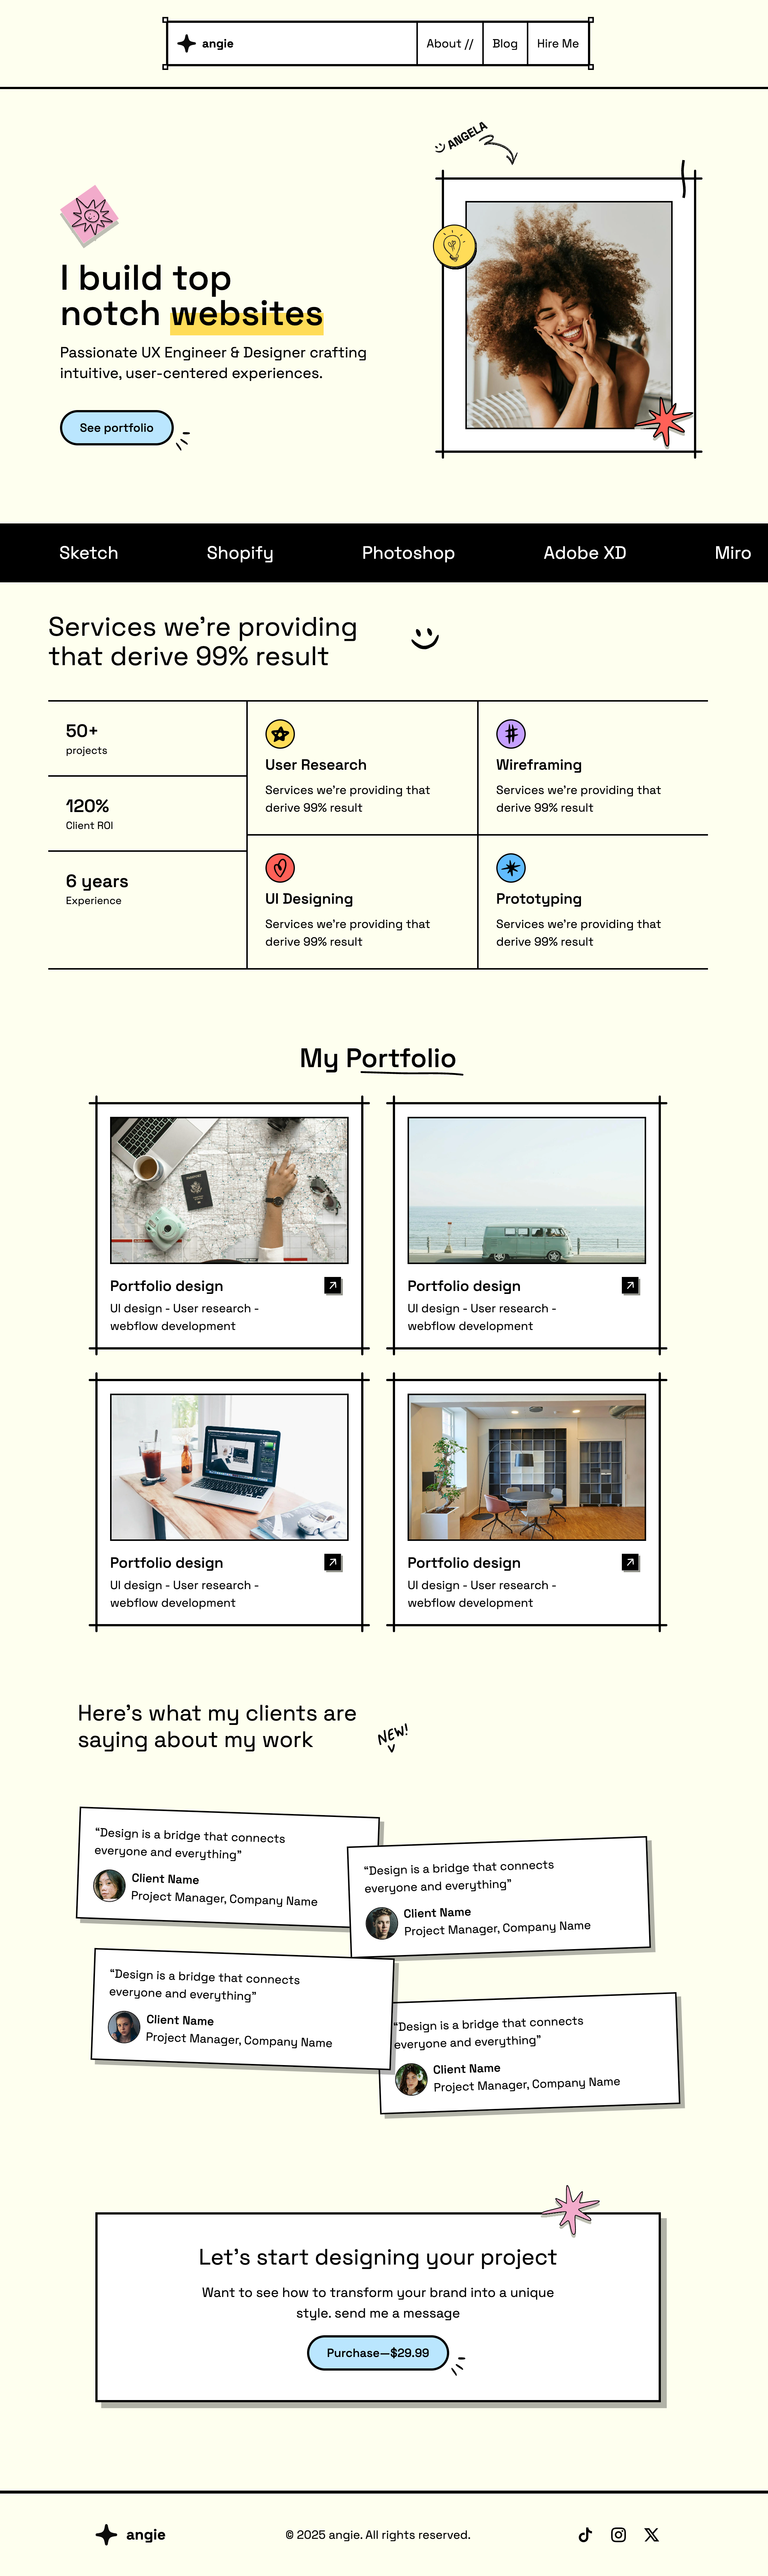 angie
About //
Blog
Hire Me
ANGELA
I build top
notch websites
Passionate UX Engineer & Designer crafting
intuitive, user-centered experiences.
See portfolio
Sketch
Shopify
Photoshop
Adobe XD
Miro
Services we're providing
that derive 99% result
50+
projects
120%
Client ROI
6 years
Experience
User Research
Services we're providing that
derive 99% result
Wireframing
Services we're providing that
derive 99% result
UI Designing
Services we're providing that
derive 99% result
Prototyping
Services we're providing that
derive 99% result
My Portfolio
Portfolio design
UI design - User research -
webflow development
Portfolio design
UI design - User research -
webflow development
Portfolio design
UI design - User research -
webflow development
Portfolio design
UI design - User research -
webflow development
Here's what my clients are
saying about my work
NEW!
“Design is a bridge that connects
everyone and everything”
Client Name
Project Manager, Company Name
“Design is a bridge that connects
everyone and everything”
Client Name
Project Manager, Company Name
“Design is a bridge that connects
everyone and everything”
Client Name
Project Manager, Company Name
“Design is a bridge that connects
everyone and everything”
Client Name
Project Manager, Company Name
Let's start designing your project
Want to see how to transform your brand into a unique
style. send me a message
Purchase—$29.99
angie
© 2025 angie. All rights reserved.